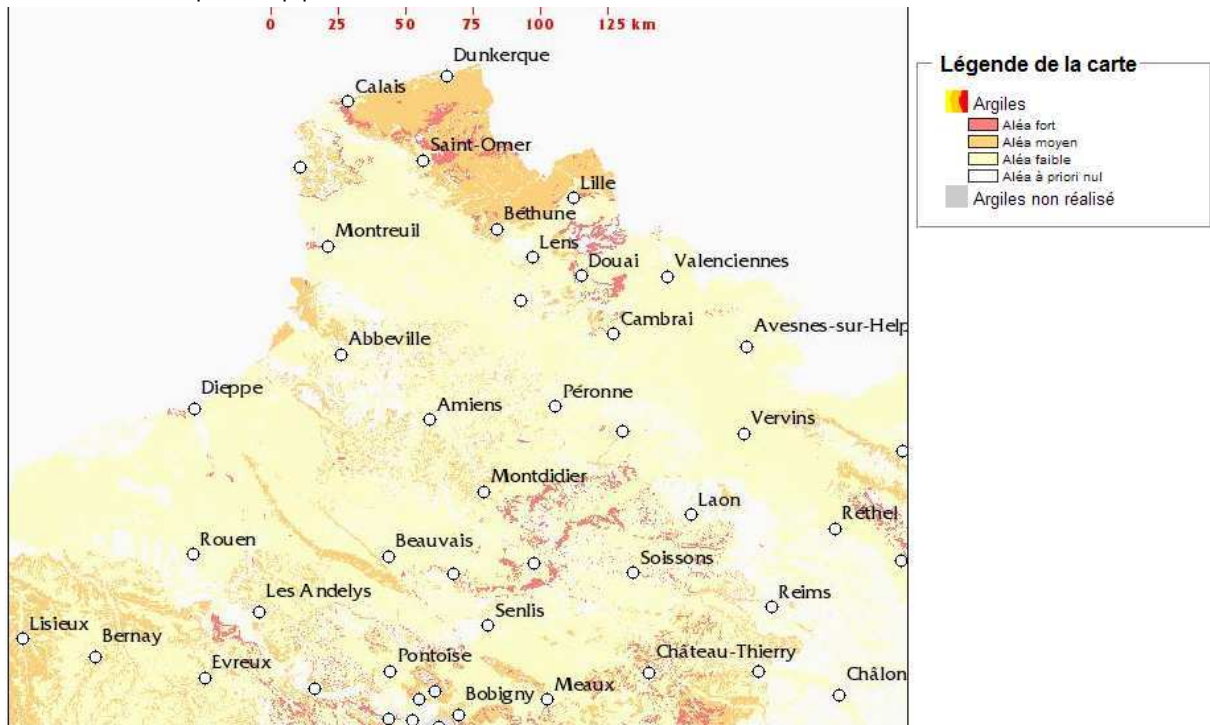 0 25 50 75 100 125 km
Dunkerque
Calais
Saint-Omer
Lille
Béthune
Montreuil
Lens
Douai
Valenciennes
Cambrai
Avesnes-sur-Help
Abbeville
Dieppe
Péronne
Amiens
Vervins
Montdidier
Laon
Réthel
Rouen
Beauvais
Soissons
Les Andelys
Reims
Senlis
Lisieux
Bernay
Château-Thierry
Pontoise
Evreux
Meaux
Châlon
Bobigny
Légende de la carte
Argiles
Aléa fort
Aléa moyen
Aléa faible
Aléa à priori nul
Argiles non réalisé